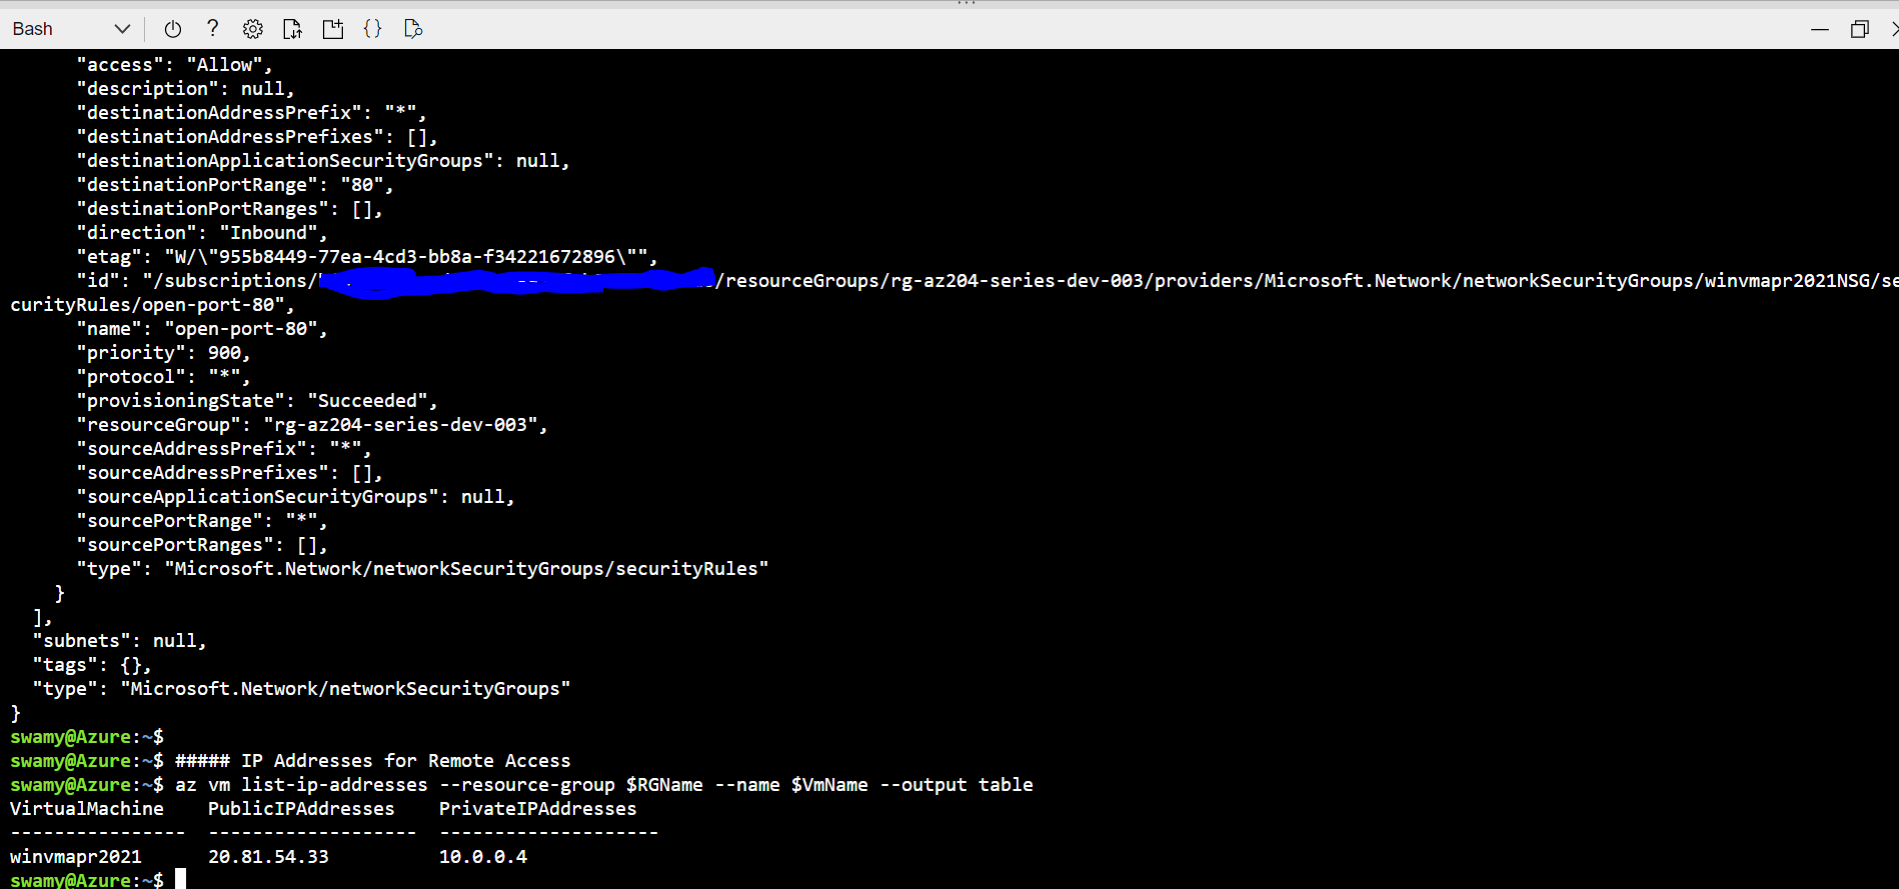 Bash
"access": "Allow",
"description": null,
"destinationAddressPrefix": "*",
"destinationAddressPrefixes": [],
"destinationApplicationSecurityGroups": null,
"destinationPortRange": "80",
"destinationPortRanges": [],
"direction": "Inbound",
"etag": "W/\"955b8449-77ea-4cd3-bb8a-f34221672896\"",
"id": "/subscriptions/ /resourceGroups/rg-az204-series-dev-003/providers/Microsoft.Network/networkSecurityGroups/winvmapr2021NSG/se
curityRules/open-port-80",
"name": "open-port-80",
"priority": 900,
"protocol": "*",
"provisioningState": "Succeeded",
"resourceGroup": "rg-az204-series-dev-003",
"sourceAddressPrefix": "*",
"sourceAddressPrefixes": [],
"sourceApplicationSecurityGroups": null,
"sourcePortRange": "*",
"sourcePortRanges": [],
"type": "Microsoft.Network/networkSecurityGroups/securityRules"
}
],
"subnets": null,
"tags": {},
"type": "Microsoft.Network/networkSecurityGroups"
}
swamy@Azure:~$
swamy@Azure:~$ ##### IP Addresses for Remote Access
swamy@Azure:~$ az vm list-ip-addresses --resource-group $RGName --name $VmName --output table
VirtualMachine    PublicIPAddresses    PrivateIPAddresses
----------------  -------------------  --------------------
winvmapr2021      20.81.54.33          10.0.0.4
swamy@Azure:~$